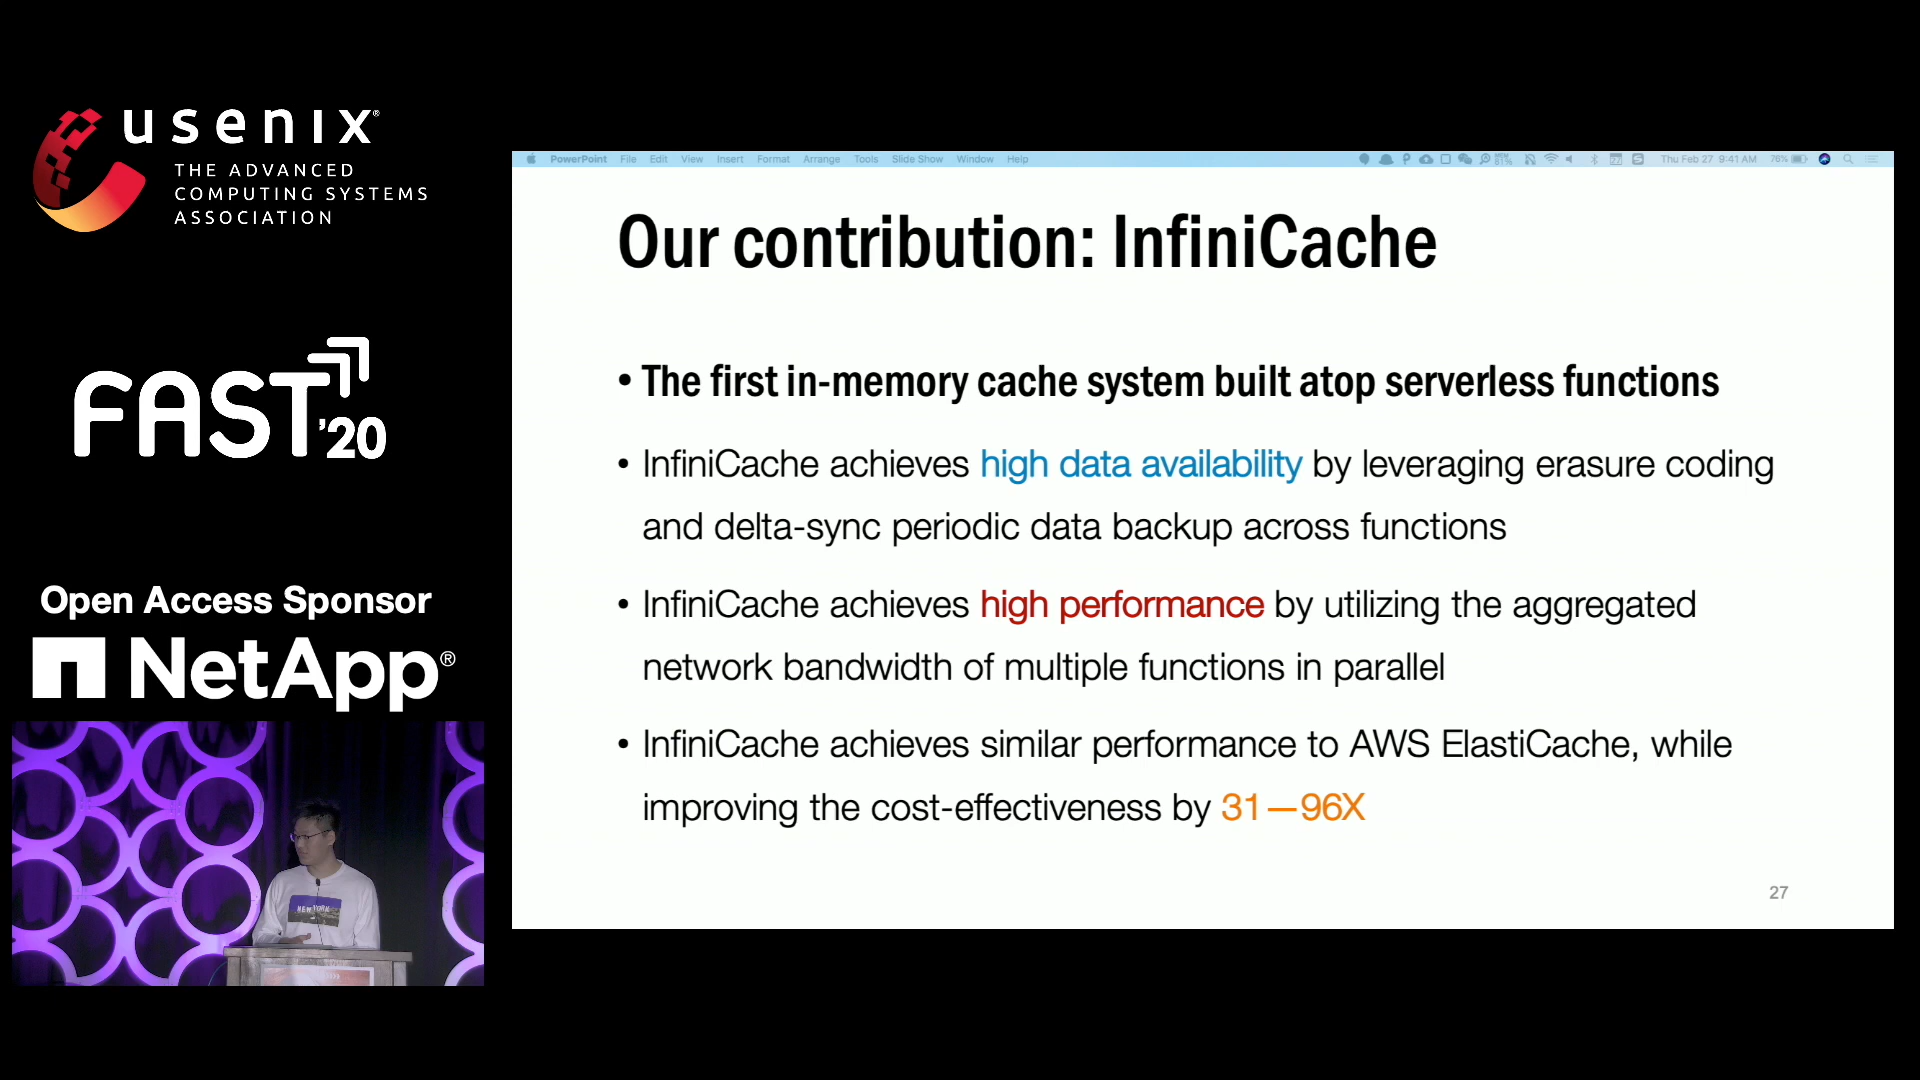 usenix®
THE ADVANCED
COMPUTING SYSTEMS
ASSOCIATION
FAST '20
Open Access Sponsor
NetApp®
NEW YORK
PowerPoint File Edit View Insert Format Arrange Tools Slide Show Window Help
Thu Feb 27 9:41 AM 76%
Our contribution: InfiniCache
• The first in-memory cache system built atop serverless functions
• InfiniCache achieves high data availability by leveraging erasure coding
and delta-sync periodic data backup across functions
• InfiniCache achieves high performance by utilizing the aggregated
network bandwidth of multiple functions in parallel
• InfiniCache achieves similar performance to AWS ElastiCache, while
improving the cost-effectiveness by 31—96X
27